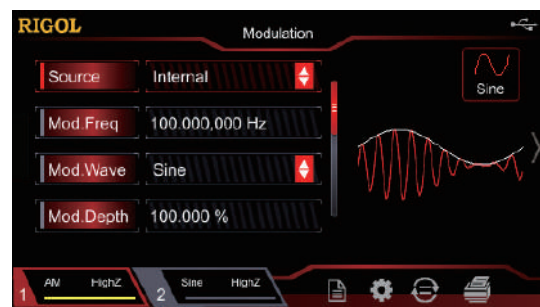 RIGOL
Modulation
Source
Internal
Sine
Mod.Freq
100.000,000 Hz
Mod.Wave
Sine
Mod.Depth
100.000 %
1
AM
HighZ
2
Sine
HighZ